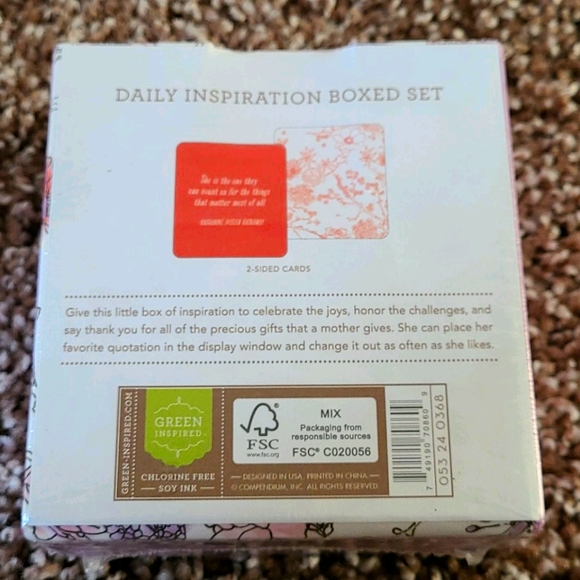 DAILY INSPIRATION BOXED SET
She is the one they
can count on for the things
that matter most of all
2-SIDED CARDS
Give this little box of inspiration to celebrate the joys, honor the challenges, and
say thank you for all of the precious gifts that a mother gives. She can place her
favorite quotation in the display window and change it out as often as she likes.
GREEN-INSPIRED.COM
GREEN
INSPIRED
CHLORINE FREE
SOY INK
FSC
www.fsc.org
MIX
Packaging from
responsible sources
FSC® C020056
DESIGNED IN USA. PRINTED IN CHINA.
© COMPENDIUM, INC. ALL RIGHTS RESERVED.
7 49190 70860 9
053 24 0368